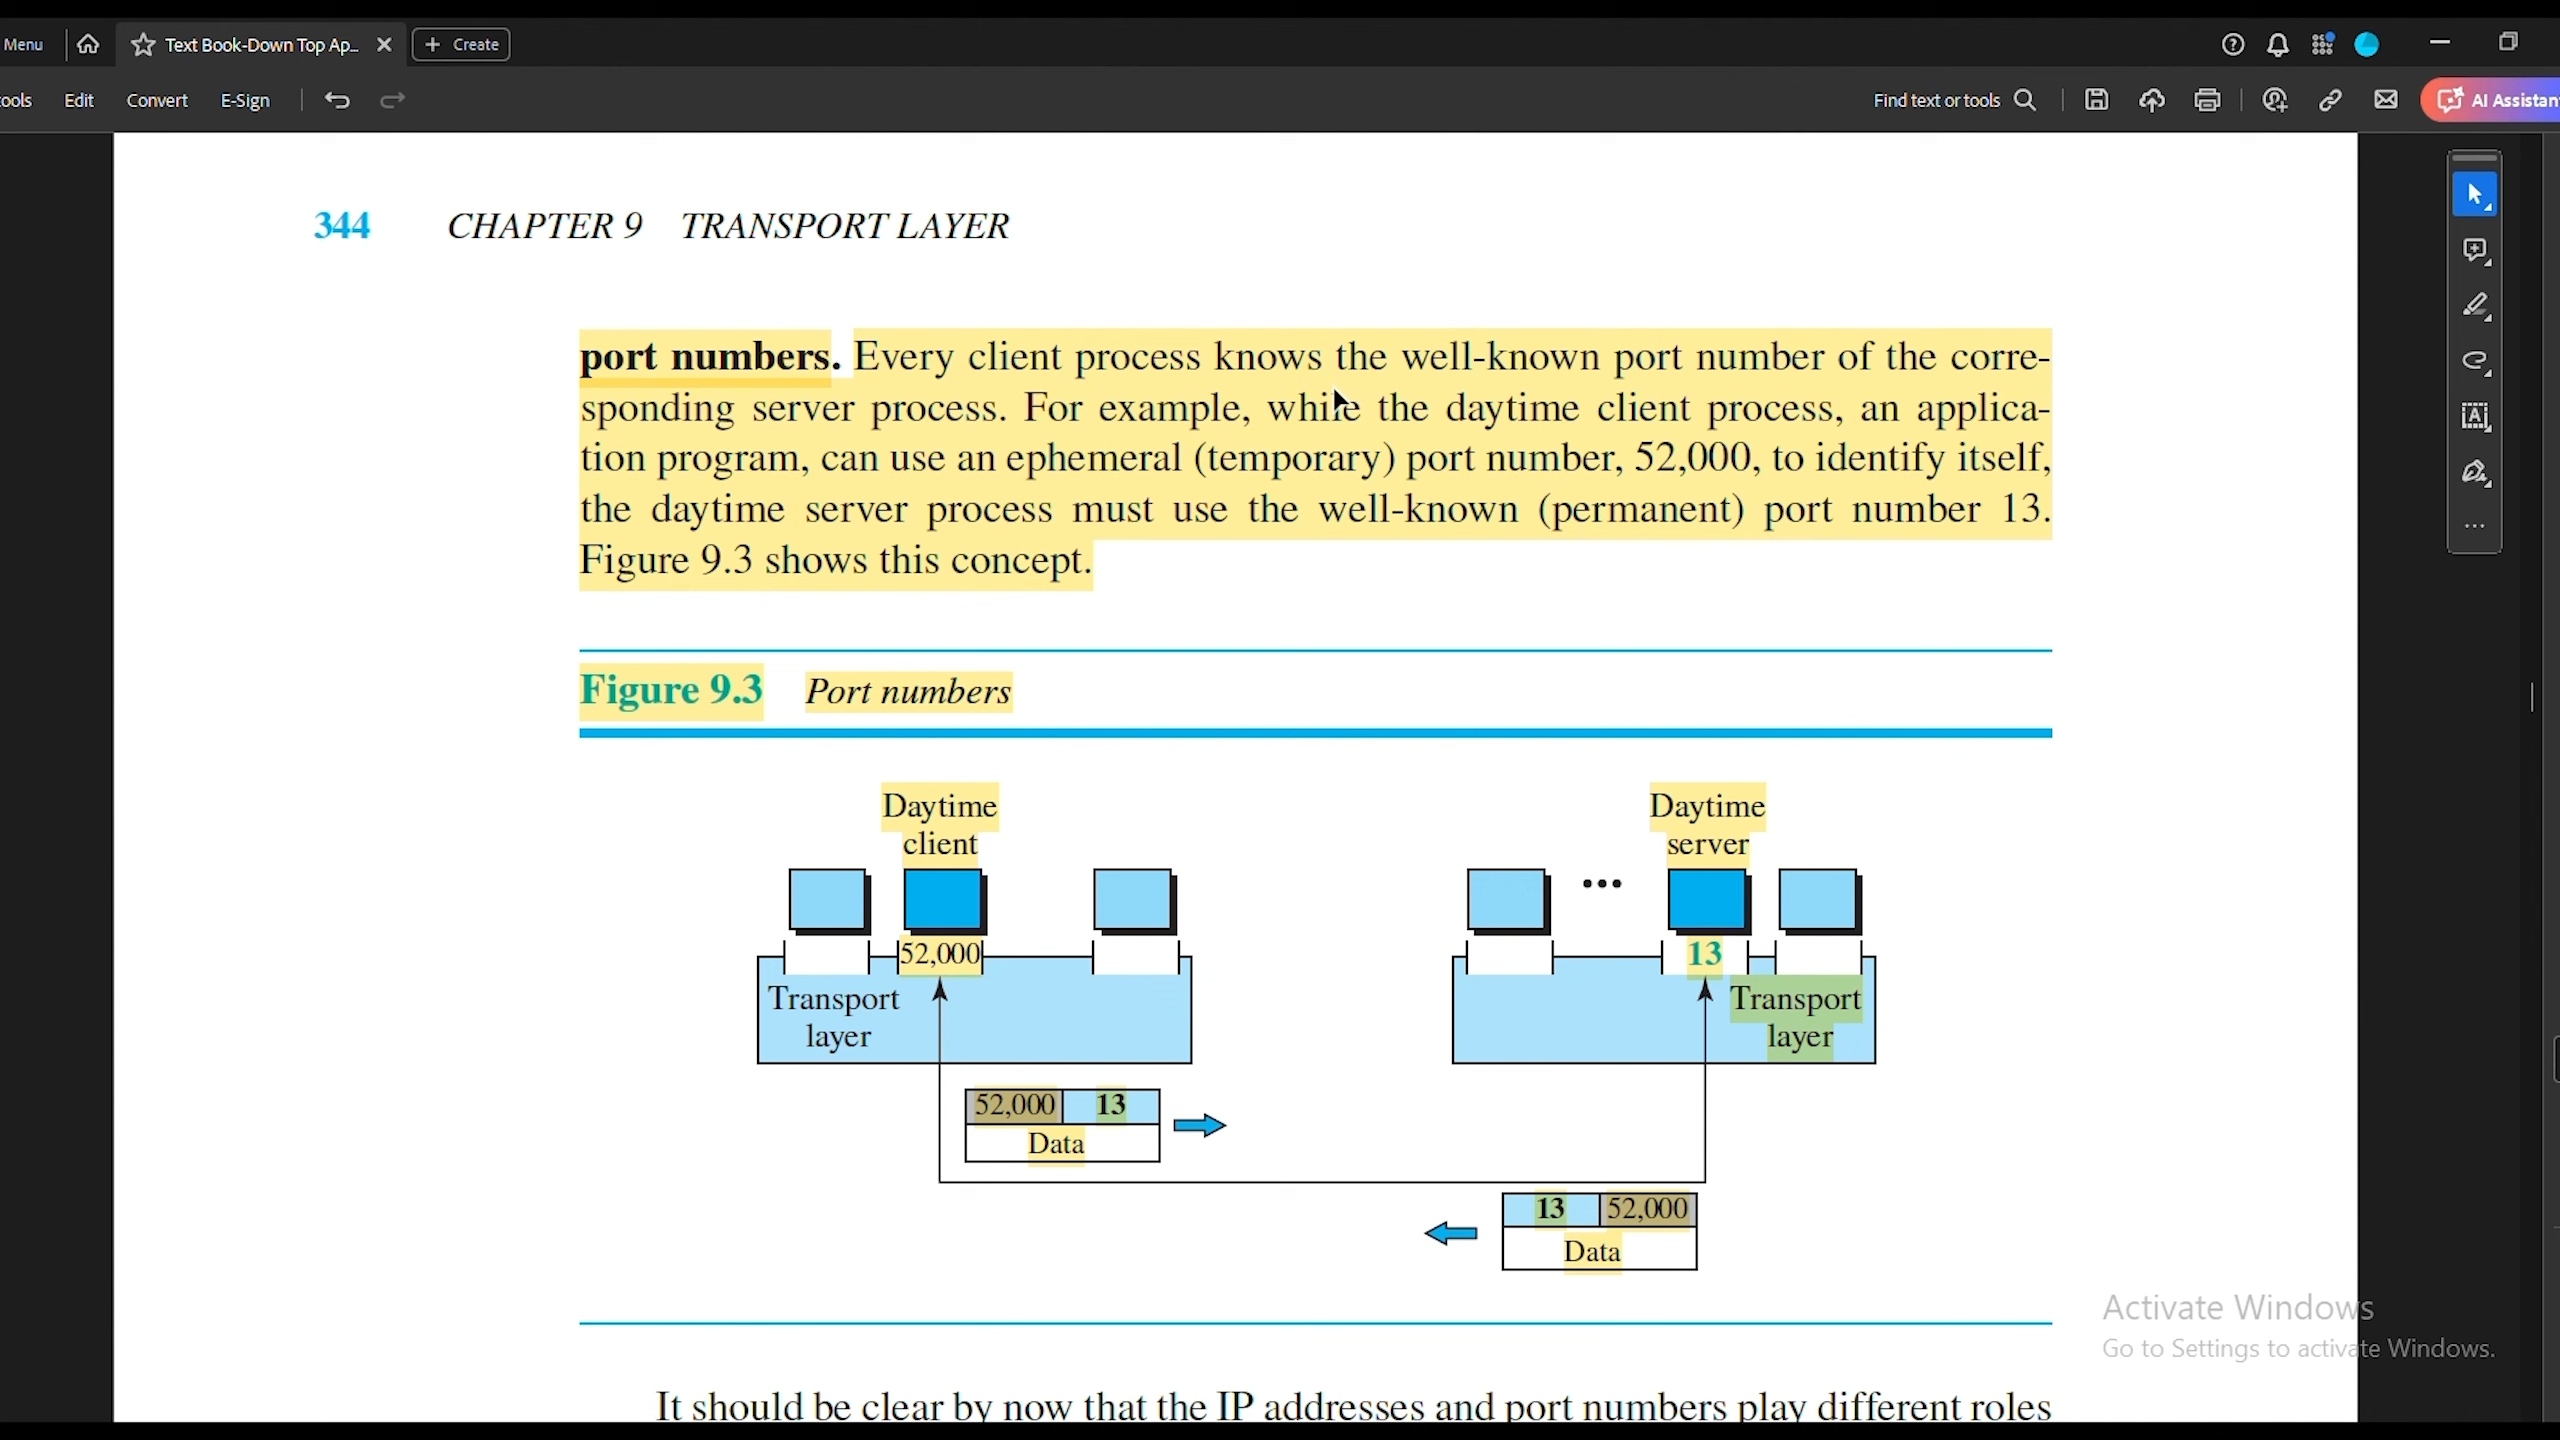 Menu
Text Book-Down Top Ap...
Create
ools
Edit
Convert
E-Sign
Find text or tools
AI Assistan
344 CHAPTER 9 TRANSPORT LAYER
port numbers. Every client process knows the well-known port number of the corre-
sponding server process. For example, while the daytime client process, an applica-
tion program, can use an ephemeral (temporary) port number, 52,000, to identify itself,
the daytime server process must use the well-known (permanent) port number 13.
Figure 9.3 shows this concept.
Figure 9.3 Port numbers
Daytime
client
Daytime
server
52,000
13
Transport
layer
Transport
layer
52,000 13
Data
13 52,000
Data
Activate Windows
Go to Settings to activate Windows.
It should be clear by now that the IP addresses and port numbers play different roles